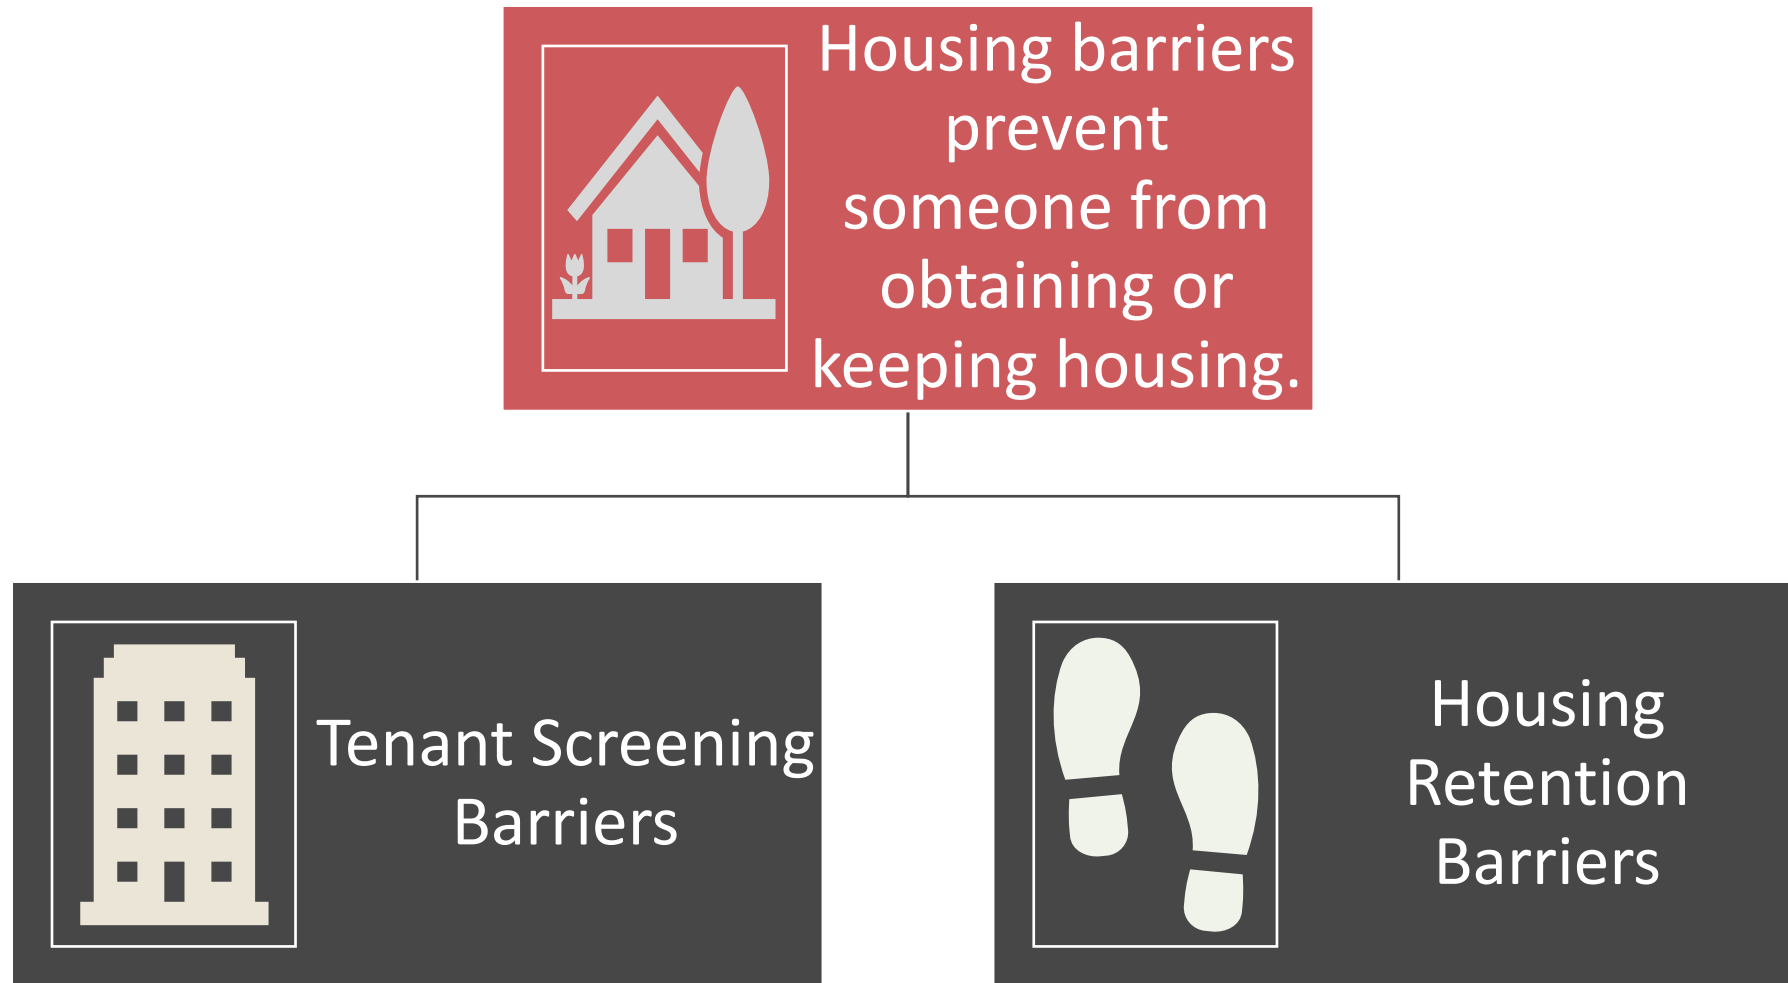 Housing barriers
prevent
someone from
obtaining or
keeping housing.
Tenant Screening
Barriers
Housing
Retention
Barriers